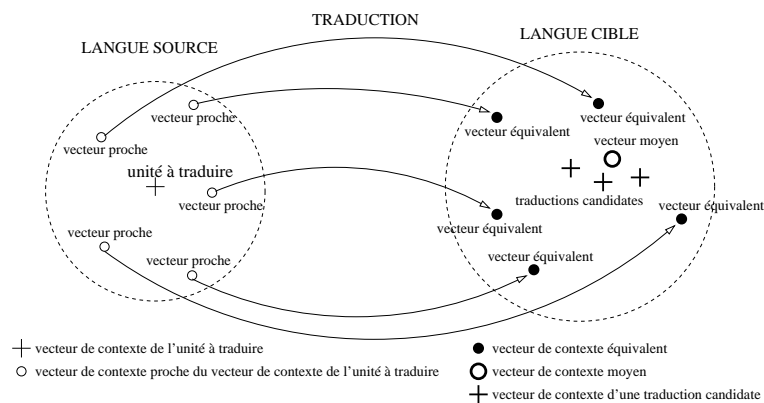 TRADUCTION
LANGUE SOURCE
LANGUE CIBLE
vecteur proche
vecteur équivalent
vecteur équivalent
vecteur proche
vecteur moyen
unité à traduire
traductions candidates
vecteur proche
vecteur équivalent
vecteur équivalent
vecteur proche
vecteur équivalent
vecteur proche
vecteur de contexte de l'unité à traduire
vecteur de contexte proche du vecteur de contexte de l'unité à traduire
vecteur de contexte équivalent
vecteur de contexte moyen
vecteur de contexte d'une traduction candidate